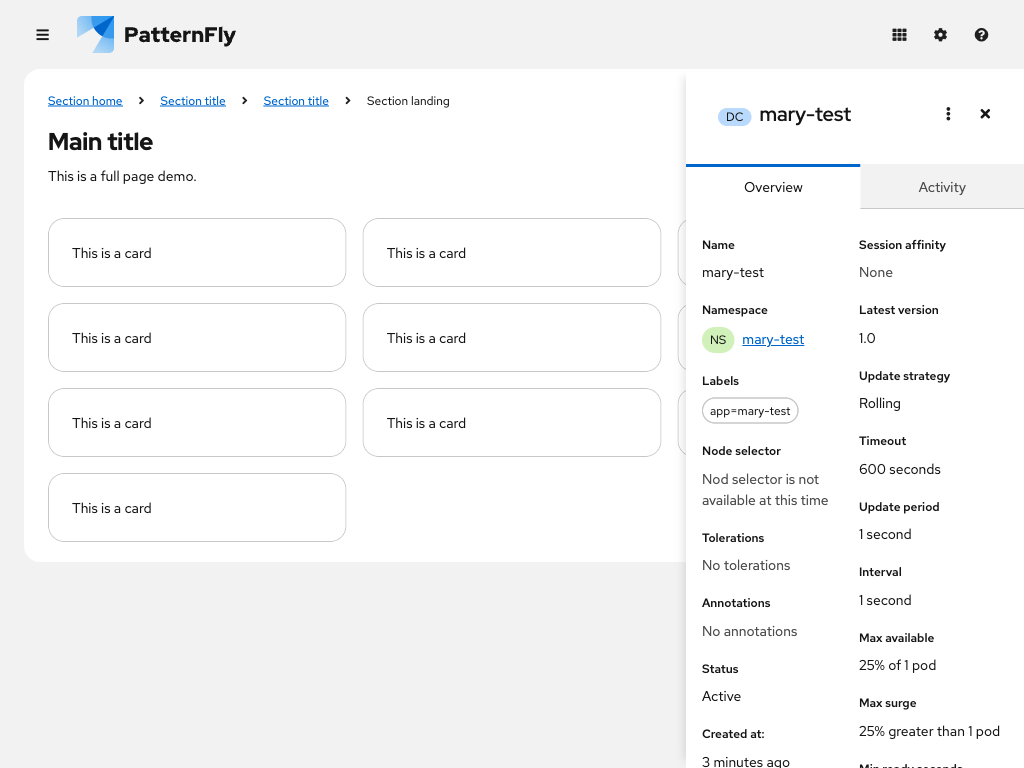 PatternFly
Section home
Section title
Section title
Section landing
Main title
This is a full page demo.
This is a card
This is a card
This is a card
This is a card
This is a card
This is a card
This is a card
DC mary-test
Overview
Activity
Name
mary-test
Namespace
NS mary-test
Labels
app=mary-test
Node selector
Nod selector is not
available at this time
Tolerations
No tolerations
Annotations
No annotations
Status
Active
Created at:
3 minutes ago
Session affinity
None
Latest version
1.0
Update strategy
Rolling
Timeout
600 seconds
Update period
1 second
Interval
1 second
Max available
25% of 1 pod
Max surge
25% greater than 1 pod
Min ready seconds